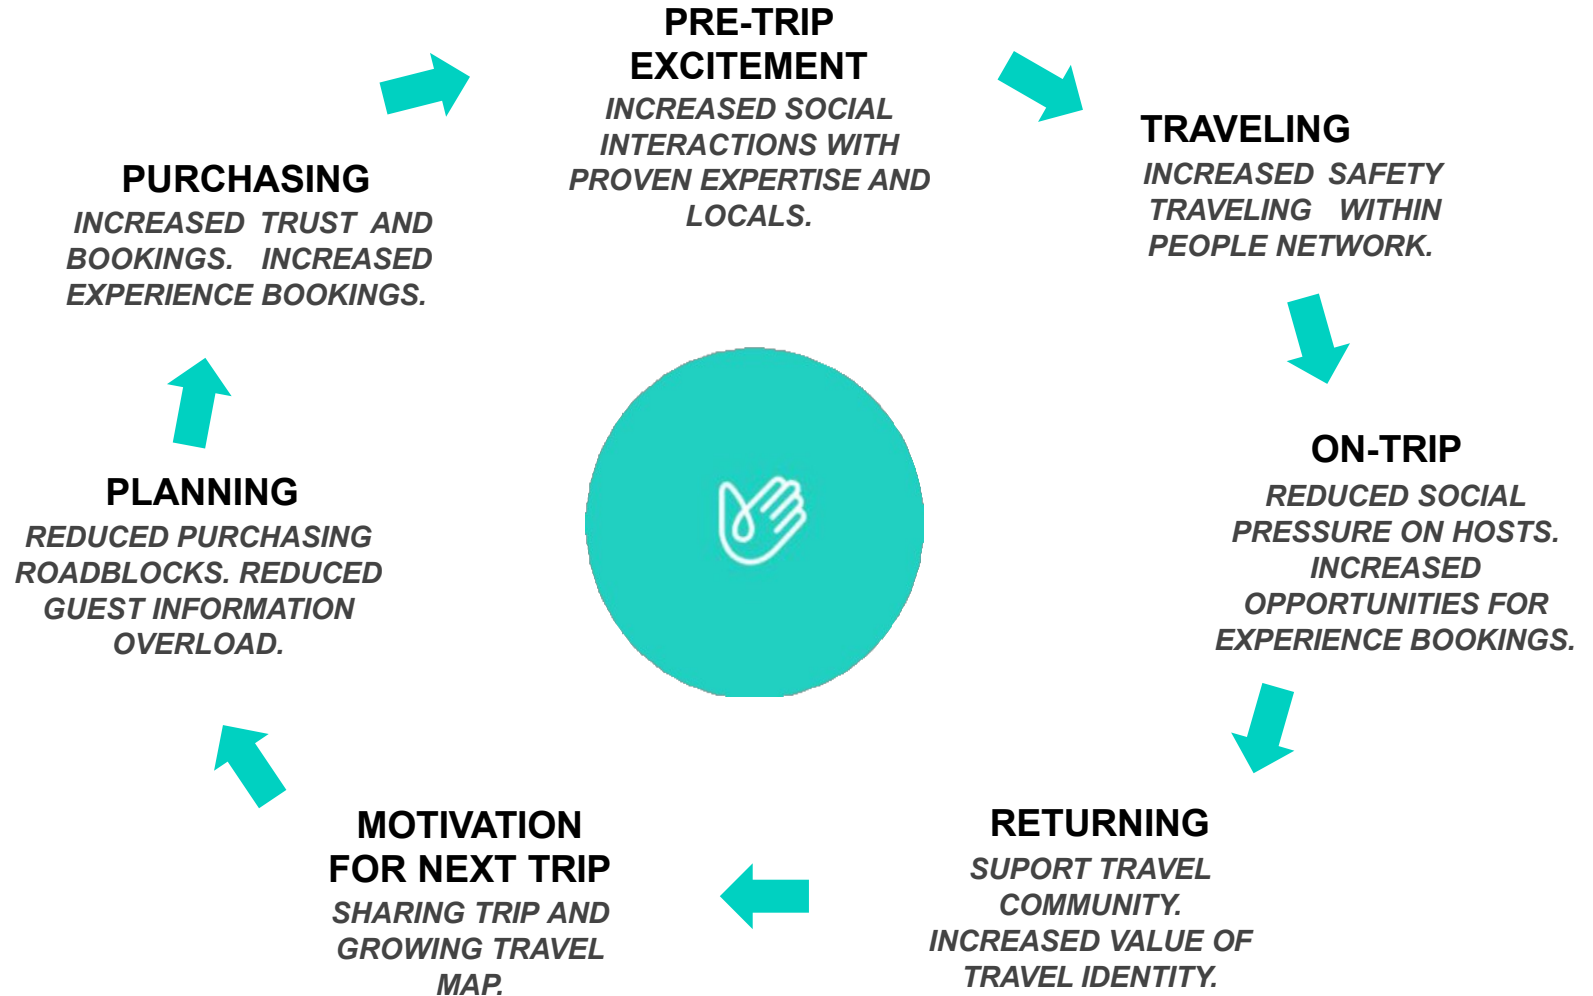 PRE-TRIP
EXCITEMENT
INCREASED SOCIAL
INTERACTIONS WITH
PROVEN EXPERTISE AND
LOCALS.
TRAVELING
INCREASED SAFETY
TRAVELING WITHIN
PEOPLE NETWORK.
ON-TRIP
REDUCED SOCIAL
PRESSURE ON HOSTS.
INCREASED
OPPORTUNITIES FOR
EXPERIENCE BOOKINGS.
RETURNING
SUPORT TRAVEL
COMMUNITY.
INCREASED VALUE OF
TRAVEL IDENTITY.
MOTIVATION
FOR NEXT TRIP
SHARING TRIP AND
GROWING TRAVEL
MAP.
PLANNING
REDUCED PURCHASING
ROADBLOCKS. REDUCED
GUEST INFORMATION
OVERLOAD.
PURCHASING
INCREASED TRUST AND
BOOKINGS. INCREASED
EXPERIENCE BOOKINGS.